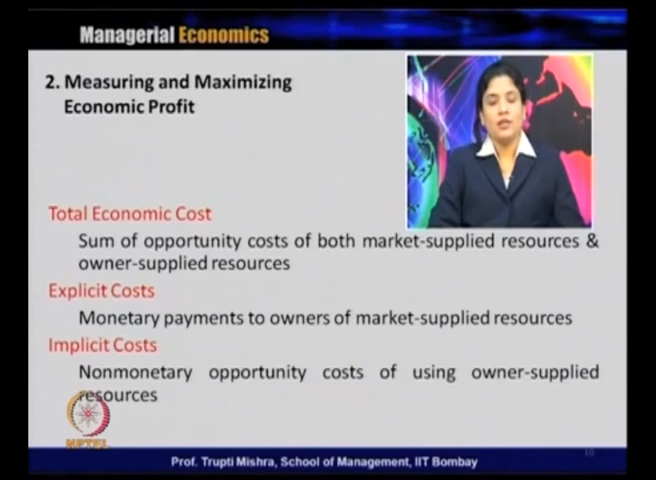 Managerial Economics
2. Measuring and Maximizing
Economic Profit
Total Economic Cost
Sum of opportunity costs of both market-supplied resources &
owner-supplied resources
Explicit Costs
Monetary payments to owners of market-supplied resources
Implicit Costs
Nonmonetary opportunity costs of using owner-supplied
resources
NPTEL
Prof. Trupti Mishra, School of Management, IIT Bombay
10